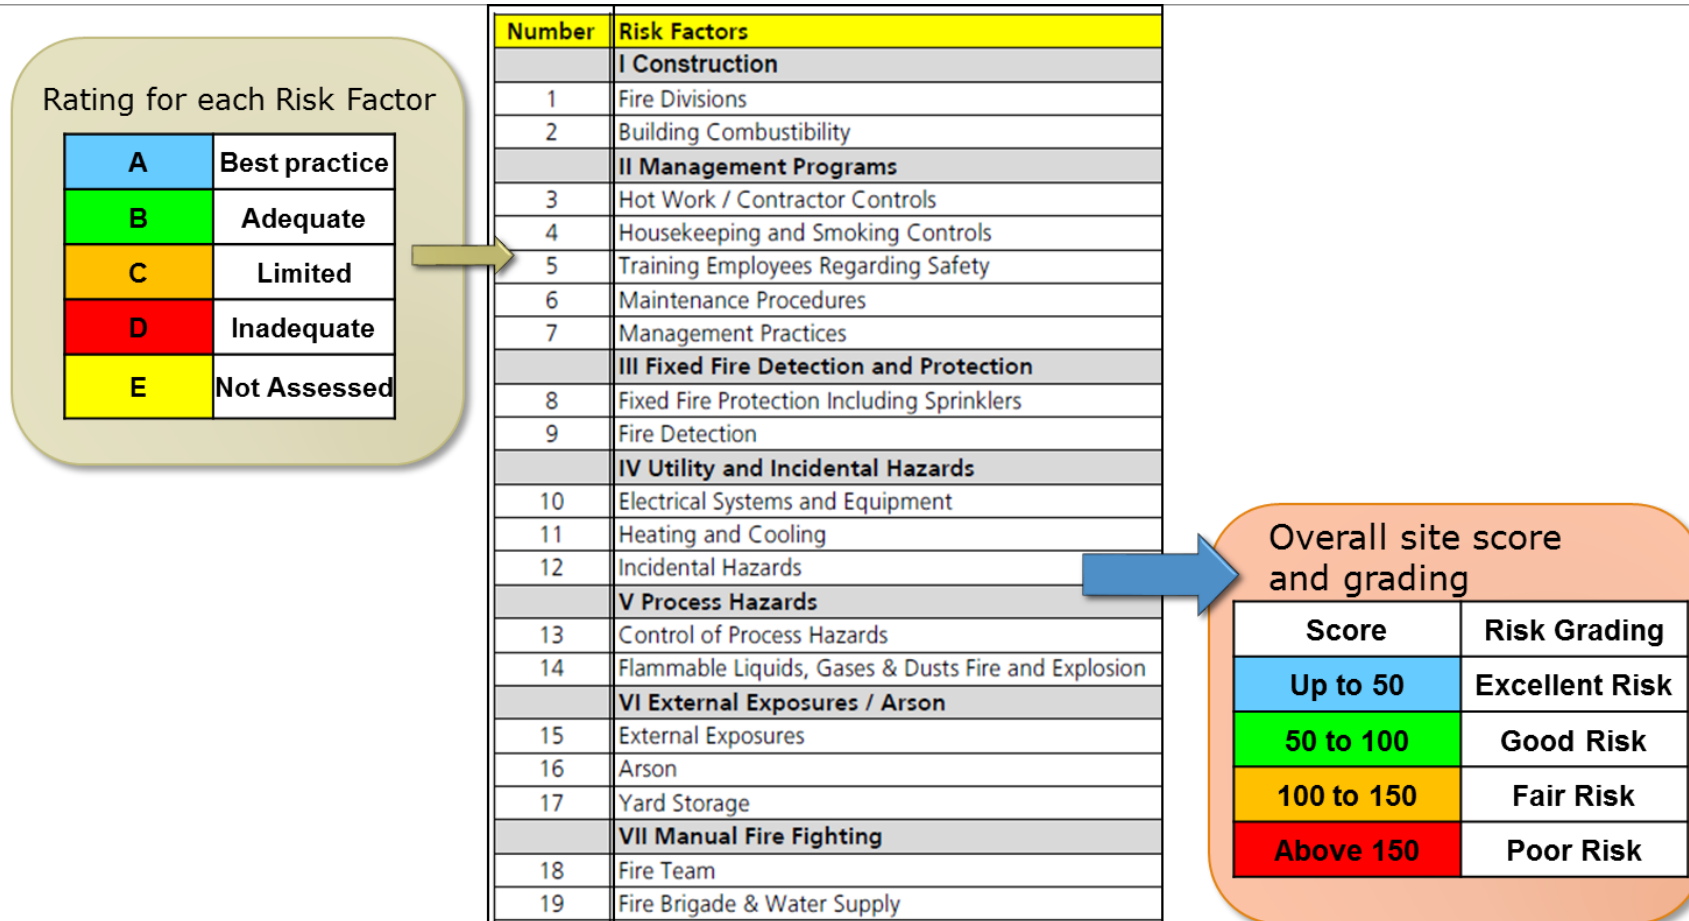 Rating for each Risk Factor
A Best practice
B Adequate
C Limited
D Inadequate
E Not Assessed
Number Risk Factors
I Construction
1 Fire Divisions
2 Building Combustibility
II Management Programs
3 Hot Work / Contractor Controls
4 Housekeeping and Smoking Controls
5 Training Employees Regarding Safety
6 Maintenance Procedures
7 Management Practices
III Fixed Fire Detection and Protection
8 Fixed Fire Protection Including Sprinklers
9 Fire Detection
IV Utility and Incidental Hazards
10 Electrical Systems and Equipment
11 Heating and Cooling
12 Incidental Hazards
V Process Hazards
13 Control of Process Hazards
14 Flammable Liquids, Gases & Dusts Fire and Explosion
VI External Exposures / Arson
15 External Exposures
16 Arson
17 Yard Storage
VII Manual Fire Fighting
18 Fire Team
19 Fire Brigade & Water Supply
Overall site score
and grading
Score Risk Grading
Up to 50 Excellent Risk
50 to 100 Good Risk
100 to 150 Fair Risk
Above 150 Poor Risk